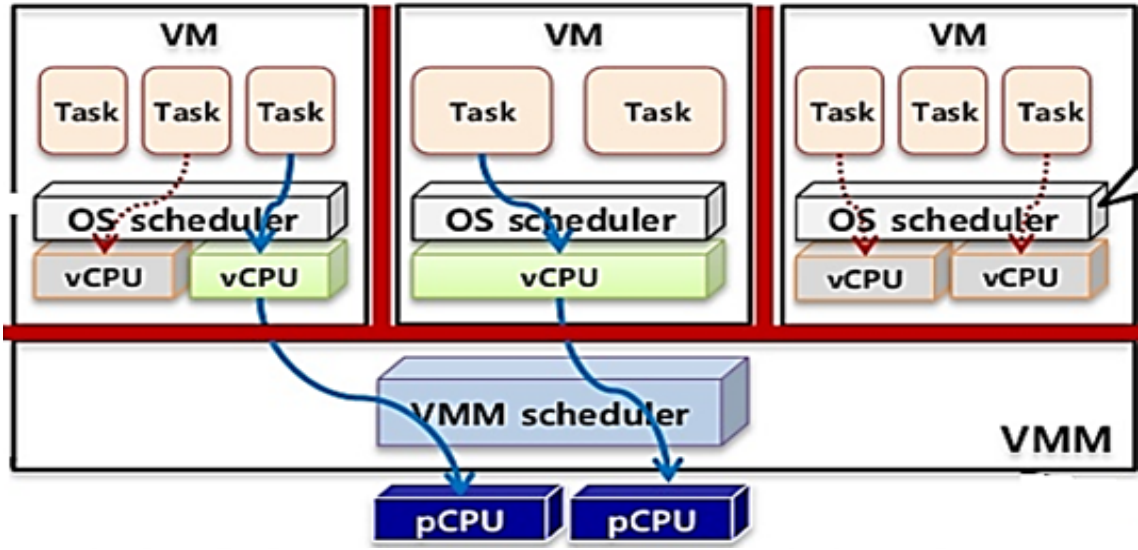 VM
VM
VM
Task Task Task
Task Task
Task Task Task
OS scheduler
OS scheduler
OS scheduler
vCPU vCPU
vCPU
vCPU vCPU
VMM scheduler
VMM
pCPU pCPU